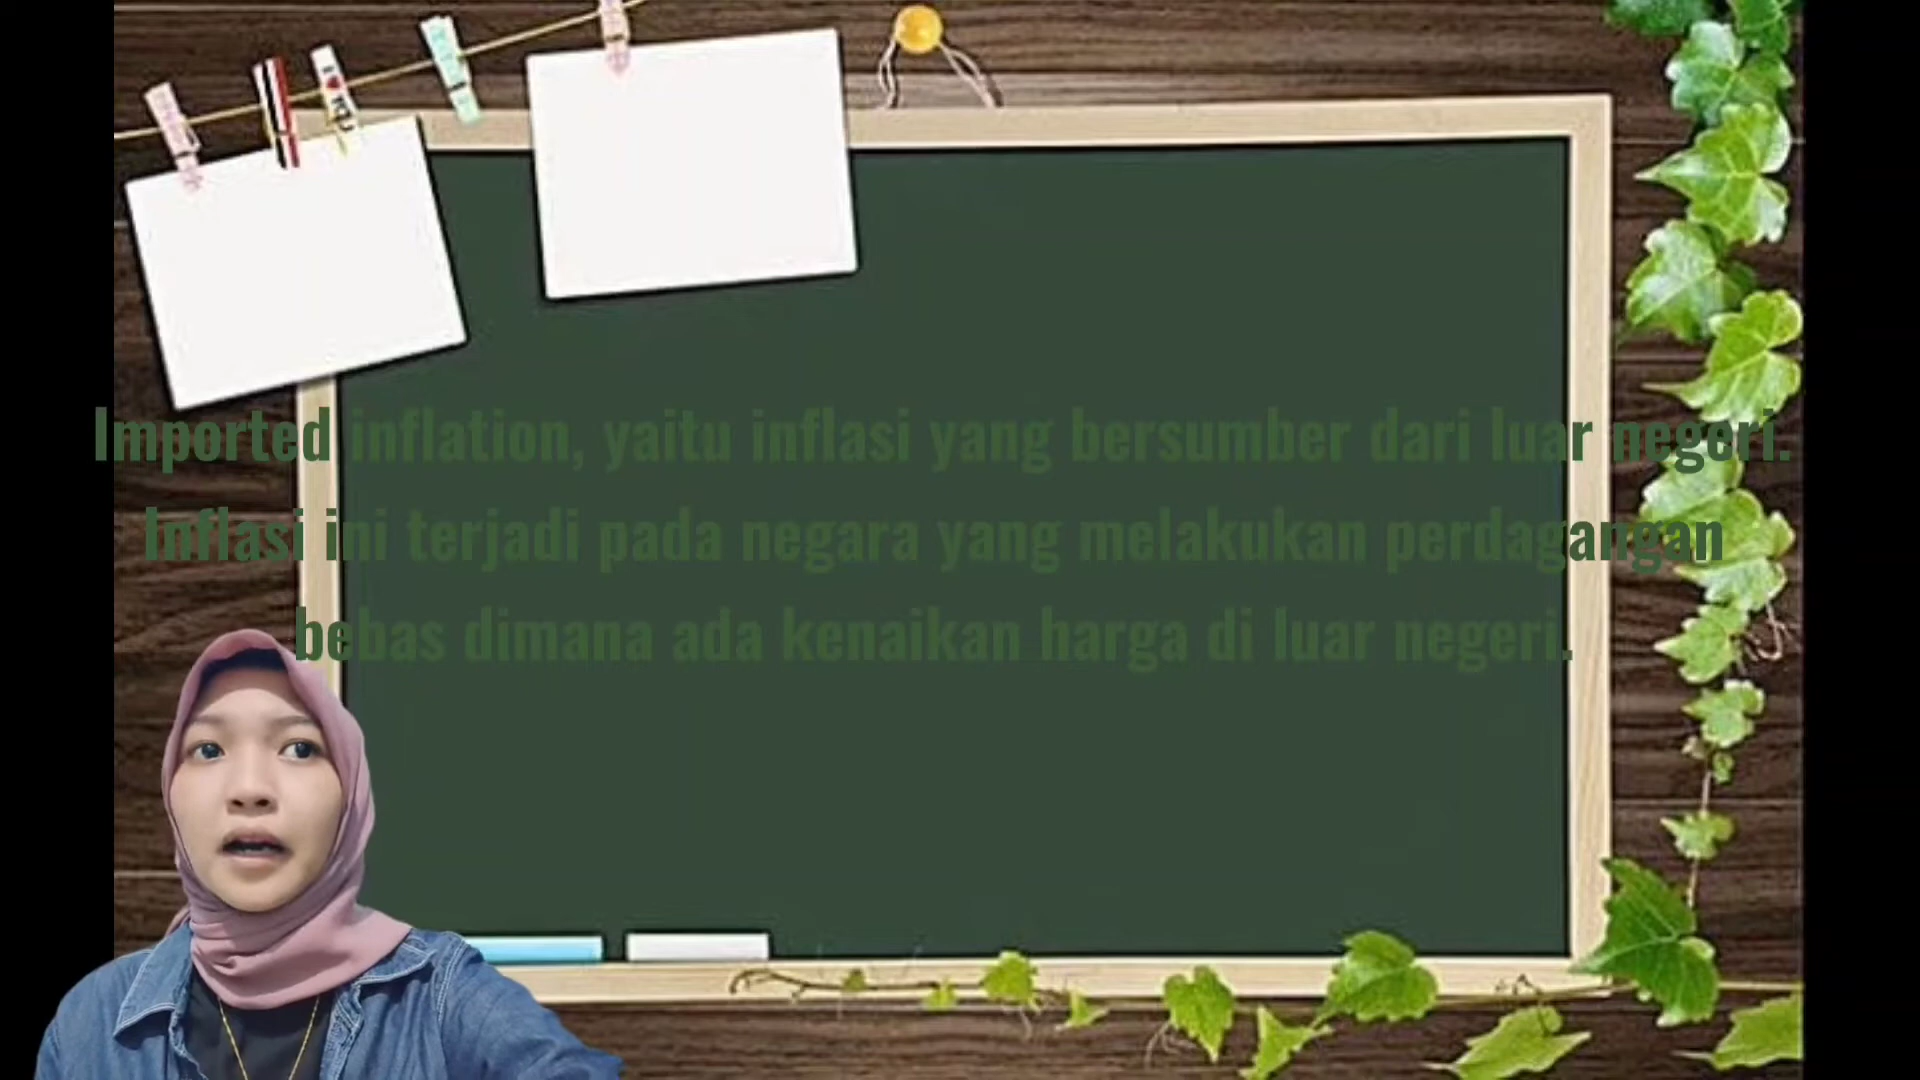 Imported inflation, yaitu inflasi yang bersumber dari luar negeri.
Inflasi ini terjadi pada negara yang melakukan perdagangan
bebas dimana ada kenaikan harga di luar negeri.